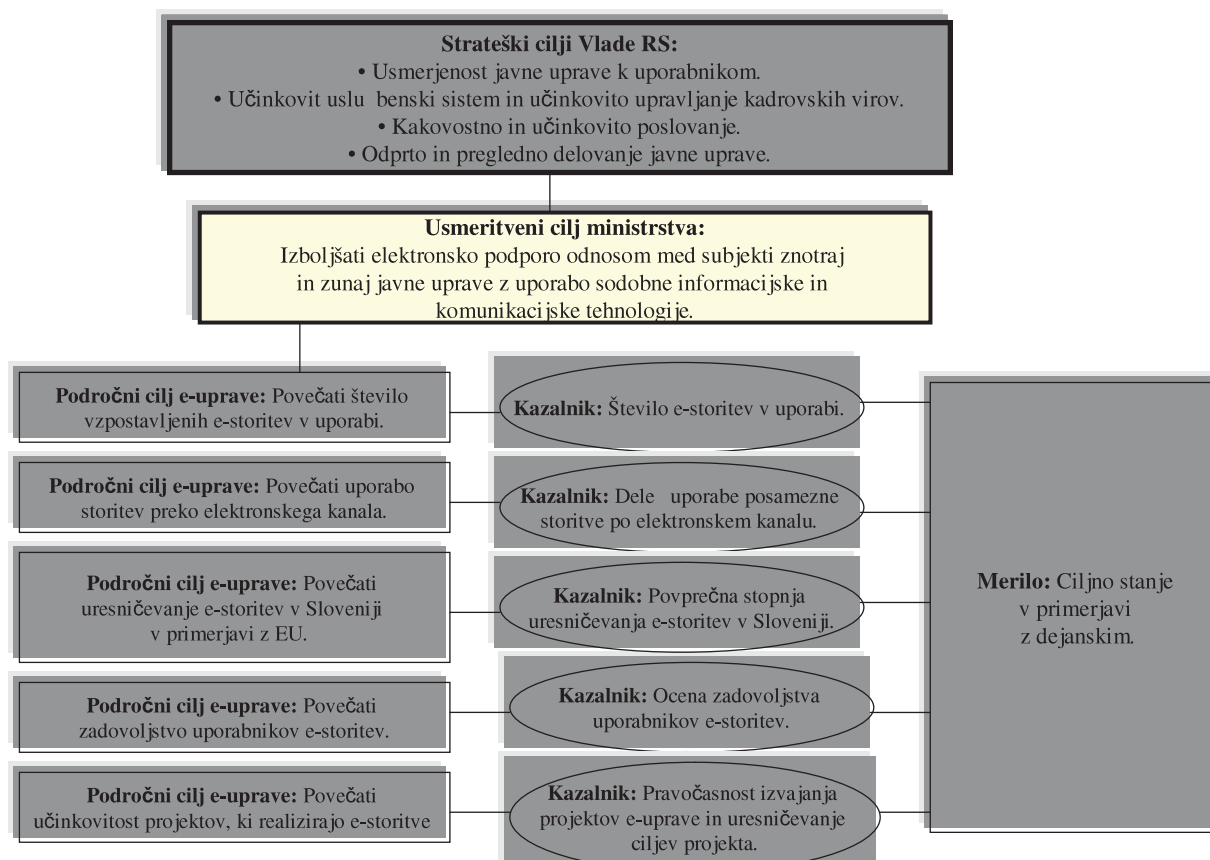 Strateški cilji Vlade RS:
• Usmerjenost javne uprave k uporabnikom.
• Učinkovit uslu benski sistem in učinkovito upravljanje kadrovskih virov.
• Kakovostno in učinkovito poslovanje.
• Odprto in pregledno delovanje javne uprave.
Usmeritveni cilj ministrstva:
Izboljšati elektronsko podporo odnosom med subjekti znotraj
in zunaj javne uprave z uporabo sodobne informacijske in
komunikacijske tehnologije.
Področni cilj e-uprave: Povečati število
vzpostavljenih e-storitev v uporabi.
Kazalnik: Število e-storitev v uporabi.
Področni cilj e-uprave: Povečati uporabo
storitev preko elektronskega kanala.
Kazalnik: Dele uporabe posamezne
storitve po elektronskem kanalu.
Področni cilj e-uprave: Povečati
uresničevanje e-storitev v Sloveniji
v primerjavi z EU.
Kazalnik: Povprečna stopnja
uresničevanja e-storitev v Sloveniji.
Področni cilj e-uprave: Povečati
zadovoljstvo uporabnikov e-storitev.
Kazalnik: Ocena zadovoljstva
uporabnikov e-storitev.
Področni cilj e-uprave: Povečati
učinkovitost projektov, ki realizirajo e-storitve
Kazalnik: Pravočasnost izvajanja
projektov e-uprave in uresničevanje
ciljev projekta.
Merilo: Ciljno stanje
v primerjavi
z dejanskim.